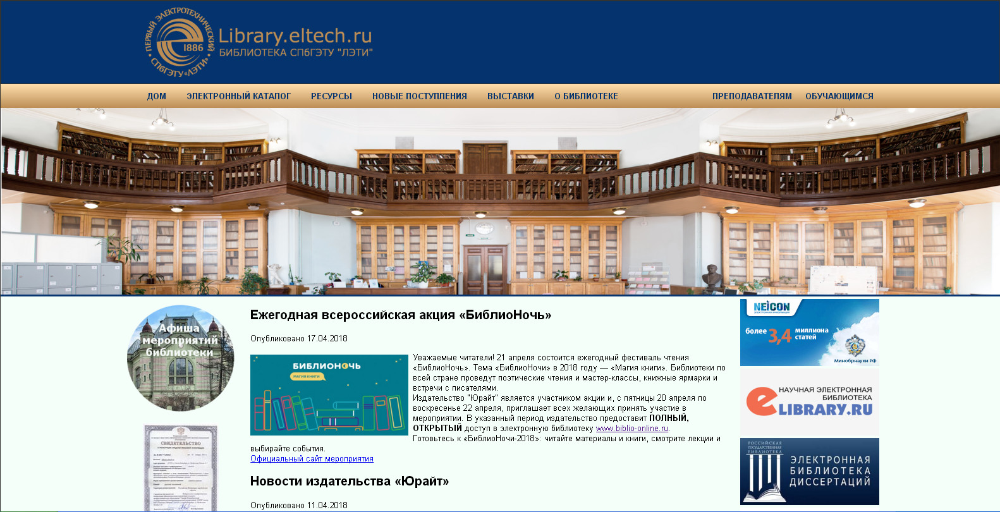 ПЕРВЫЙ ЭЛЕКТРОТЕХНИЧЕСКИЙ
1886
СПбГЭТУ «ЛЭТИ»
Library.eltech.ru
БИБЛИОТЕКА СПбГЭТУ "ЛЭТИ"
ДОМ ЭЛЕКТРОННЫЙ КАТАЛОГ РЕСУРСЫ НОВЫЕ ПОСТУПЛЕНИЯ ВЫСТАВКИ О БИБЛИОТЕКЕ ПРЕПОДАВАТЕЛЯМ ОБУЧАЮЩИМСЯ
Афиша
мероприятий
библиотеки
СВИДЕТЕЛЬСТВО
Ежегодная всероссийская акция «БиблиоНочь»
Опубликовано 17.04.2018
БИБЛИОНОЧЬ
МАГИЯ КНИГИ
Уважаемые читатели! 21 апреля состоится ежегодный фестиваль чтения
«БиблиоНочь». Тема «БиблиоНочи» в 2018 году — «Магия книги». Библиотеки по
всей стране проведут поэтические чтения и мастер-классы, книжные ярмарки и
встречи с писателями.
Издательство "Юрайт" является участником акции и, с пятницы 20 апреля по
воскресенье 22 апреля, приглашает всех желающих принять участие в
мероприятии. В указанный период издательство предоставит ПОЛНЫЙ,
ОТКРЫТЫЙ доступ в электронную библиотеку www.biblio-online.ru.
Готовьтесь к «БиблиоНочи-2018»: читайте материалы и книги, смотрите лекции и
выбирайте события.
Официальный сайт мероприятия
Новости издательства «Юрайт»
Опубликовано 11.04.2018
NEICON
ЭЛЕКТРОННАЯ ИНФОРМАЦИЯ
более 3,4 миллиона
статей
Минобрнауки РФ
НАУЧНАЯ ЭЛЕКТРОННАЯ
БИБЛИОТЕКА
eLIBRARY.RU
РОССИЙСКАЯ
ГОСУДАРСТВЕННАЯ
БИБЛИОТЕКА
ЭЛЕКТРОННАЯ
БИБЛИОТЕКА
ДИССЕРТАЦИЙ